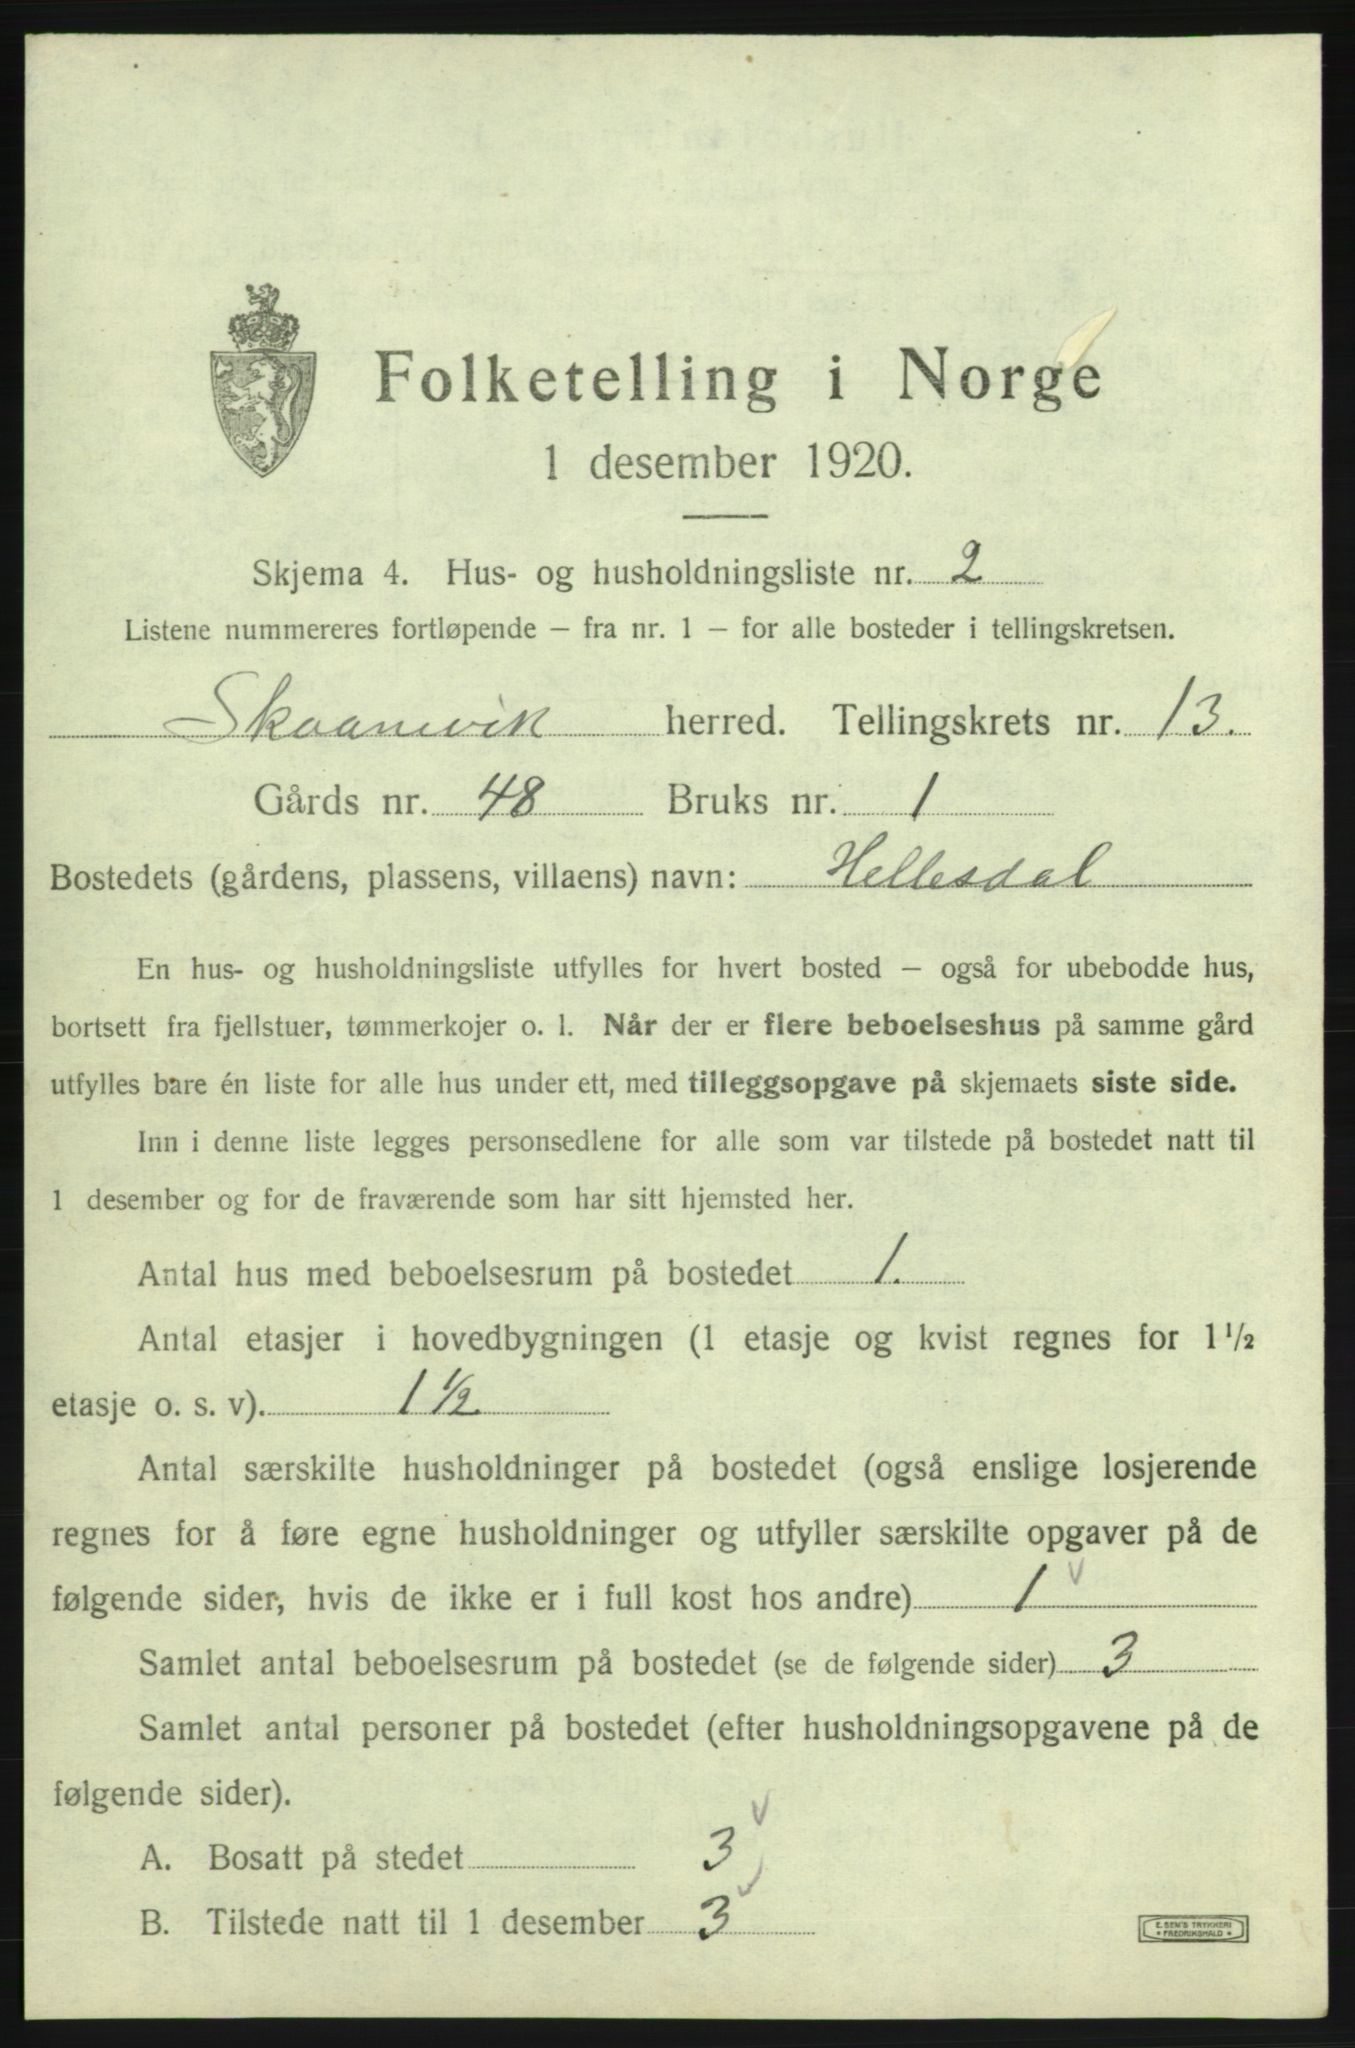 Folketelling i Norge
1 desember 1920.
Skjema 4. Hus- og husholdningsliste nr. 2
Listene nummereres fortløpende – fra nr. 1 – for alle bosteder i tellingskretsen.
Skaanevik herred. Tellingskrets nr. 13.
Gårds nr. 48 Bruks nr. 1
Bostedets (gårdens, plassens, villaens) navn: Hellesdal
En hus- og husholdningsliste utfylles for hvert bosted – også for ubebodde hus,
bortsett fra fjellstuer, tømmerkojer o. l. Når der er flere beboelseshus på samme gård
utfylles bare én liste for alle hus under ett, med tilleggsopgave på skjemaets siste side.
Inn i denne liste legges personsedlene for alle som var tilstede på bostedet natt til
1 desember og for de fraværende som har sitt hjemsted her.
Antal hus med beboelsesrum på bostedet 1.
Antal etasjer i hovedbygningen (1 etasje og kvist regnes for 1 1/2
etasje o. s. v). 1 1/2
Antal særskilte husholdninger på bostedet (også enslige losjerende
regnes for å føre egne husholdninger og utfyller særskilte opgaver på de
følgende sider, hvis de ikke er i full kost hos andre) 1 v
Samlet antal beboelsesrum på bostedet (se de følgende sider) 3
Samlet antal personer på bostedet (efter husholdningsopgavene på de
følgende sider).
A. Bosatt på stedet 3 v
B. Tilstede natt til 1 desember 3 v
E. SEM'S TRYKKERI
* FREDRIKSHALD *